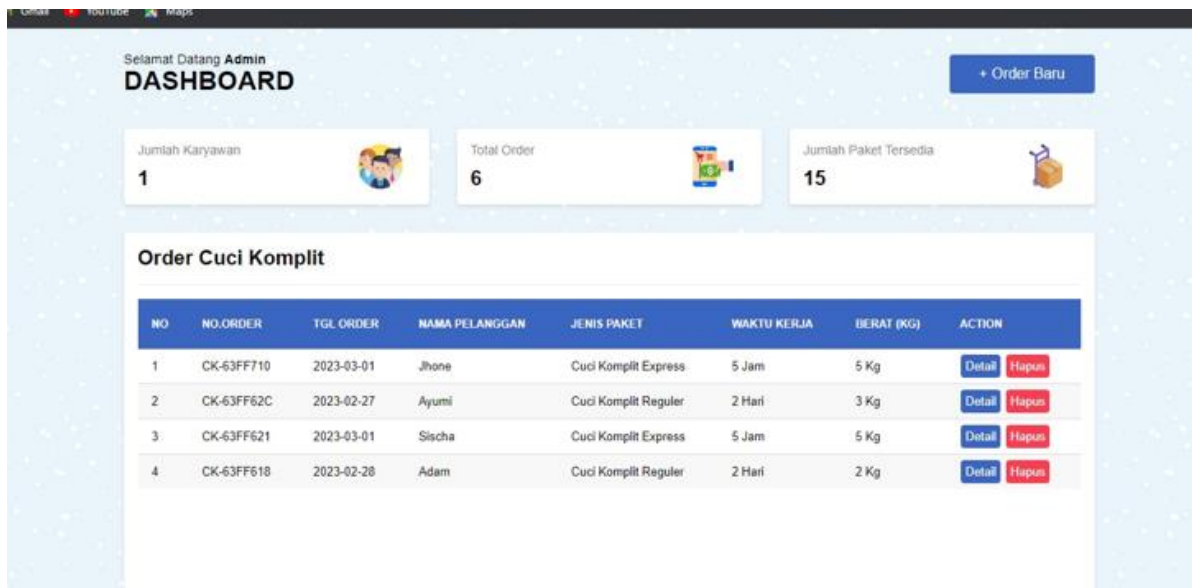 Gmail YouTube Maps
Selamat Datang Admin
DASHBOARD
+ Order Baru
Jumlah Karyawan
1
Total Order
6
Jumlah Paket Tersedia
15
Order Cuci Komplit
NO NO.ORDER TGL ORDER NAMA PELANGGAN JENIS PAKET WAKTU KERJA BERAT (KG) ACTION
1 CK-63FF710 2023-03-01 Jhone Cuci Komplit Express 5 Jam 5 Kg Detail Hapus
2 CK-63FF62C 2023-02-27 Ayumi Cuci Komplit Reguler 2 Hari 3 Kg Detail Hapus
3 CK-63FF621 2023-03-01 Sischa Cuci Komplit Express 5 Jam 5 Kg Detail Hapus
4 CK-63FF618 2023-02-28 Adam Cuci Komplit Reguler 2 Hari 2 Kg Detail Hapus